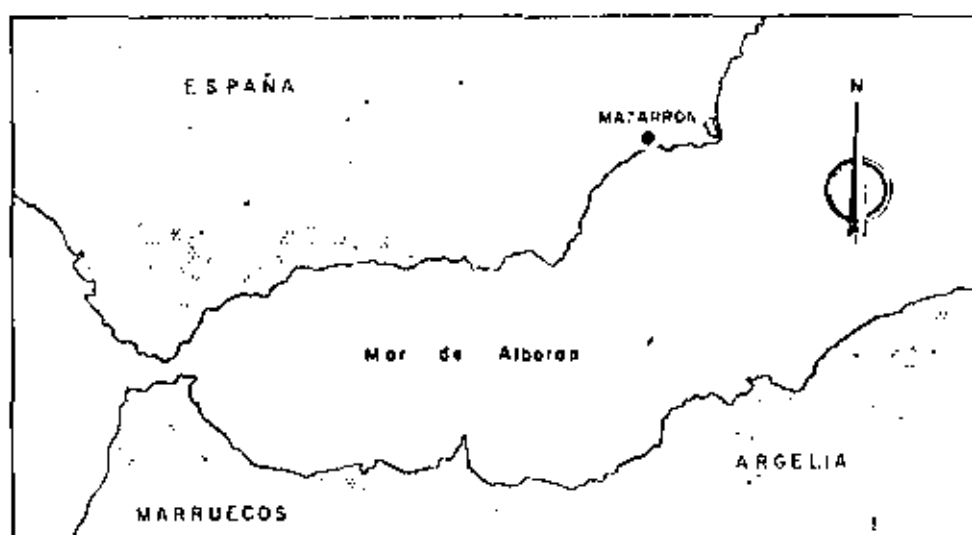 ESPAÑA
MAZARRON
N
Mar de Alboran
ARGELIA
MARRUECOS